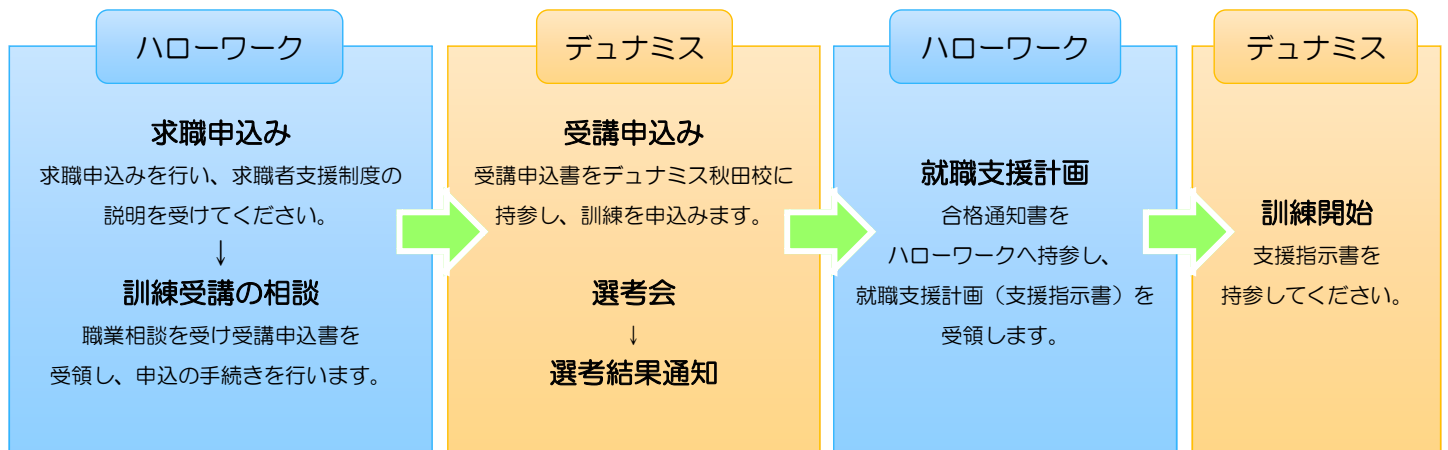 ハローワーク
求職申込み
求職申込みを行い、求職者支援制度の
説明を受けてください。
↓
訓練受講の相談
職業相談を受け受講申込書を
受領し、申込の手続きを行います。
デュナミス
受講申込み
受講申込書をデュナミス秋田校に
持参し、訓練を申込みます。
選考会
↓
選考結果通知
ハローワーク
就職支援計画
合格通知書を
ハローワークへ持参し、
就職支援計画（支援指示書）を
受領します。
デュナミス
訓練開始
支援指示書を
持参してください。